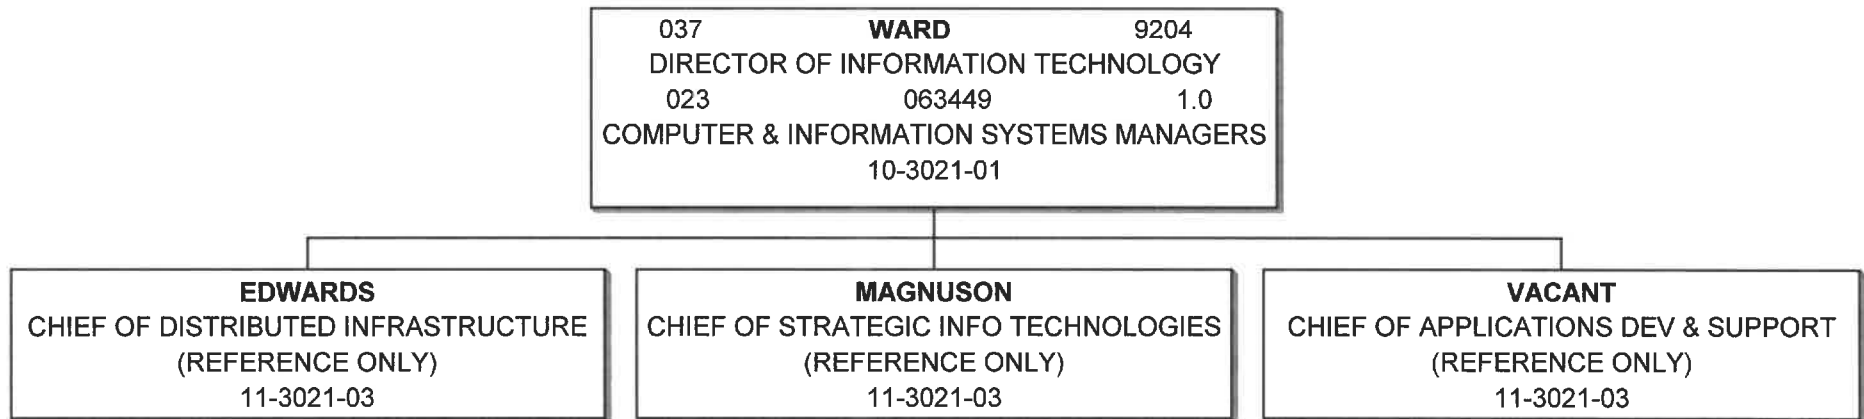 037 WARD 9204
DIRECTOR OF INFORMATION TECHNOLOGY
023 063449 1.0
COMPUTER & INFORMATION SYSTEMS MANAGERS
10-3021-01
EDWARDS
CHIEF OF DISTRIBUTED INFRASTRUCTURE
(REFERENCE ONLY)
11-3021-03
MAGNUSON
CHIEF OF STRATEGIC INFO TECHNOLOGIES
(REFERENCE ONLY)
11-3021-03
VACANT
CHIEF OF APPLICATIONS DEV & SUPPORT
(REFERENCE ONLY)
11-3021-03